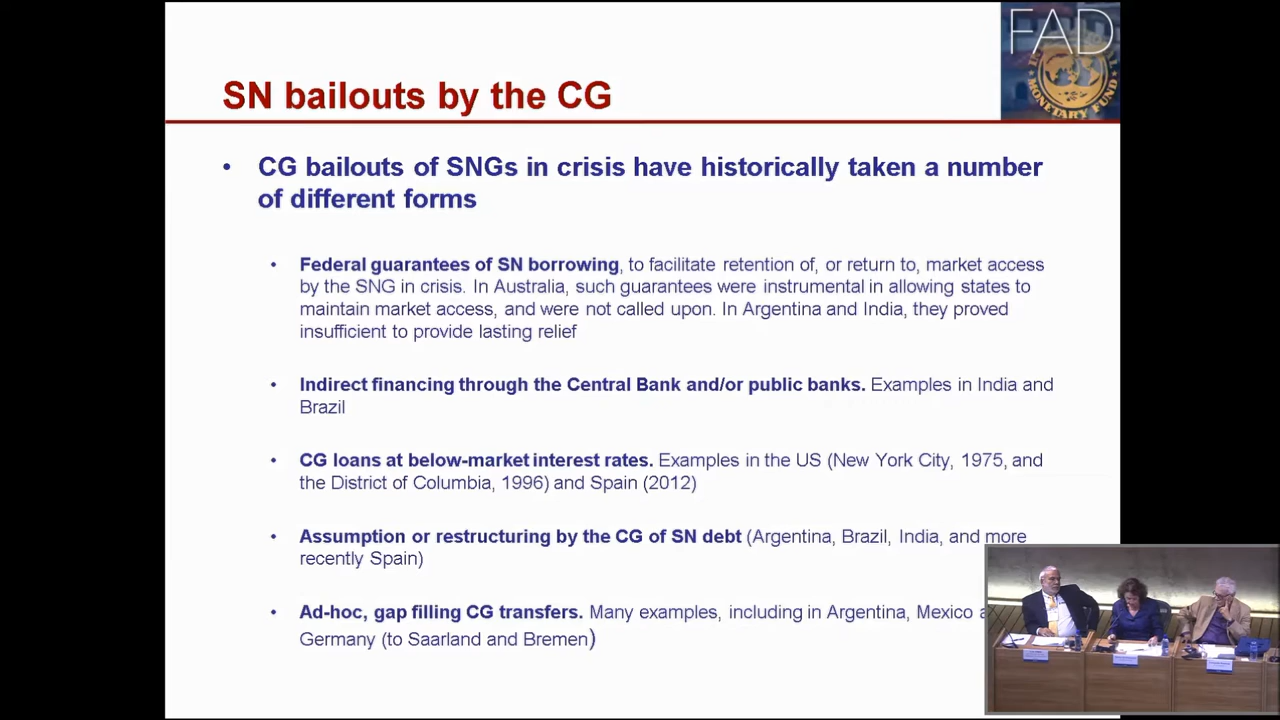 FAD
MONETARY FUND
SN bailouts by the CG
• CG bailouts of SNGs in crisis have historically taken a number
of different forms
• Federal guarantees of SN borrowing, to facilitate retention of, or return to, market access
by the SNG in crisis. In Australia, such guarantees were instrumental in allowing states to
maintain market access, and were not called upon. In Argentina and India, they proved
insufficient to provide lasting relief
• Indirect financing through the Central Bank and/or public banks. Examples in India and
Brazil
• CG loans at below-market interest rates. Examples in the US (New York City, 1975, and
the District of Columbia, 1996) and Spain (2012)
• Assumption or restructuring by the CG of SN debt (Argentina, Brazil, India, and more
recently Spain)
• Ad-hoc, gap filling CG transfers. Many examples, including in Argentina, Mexico
Germany (to Saarland and Bremen)